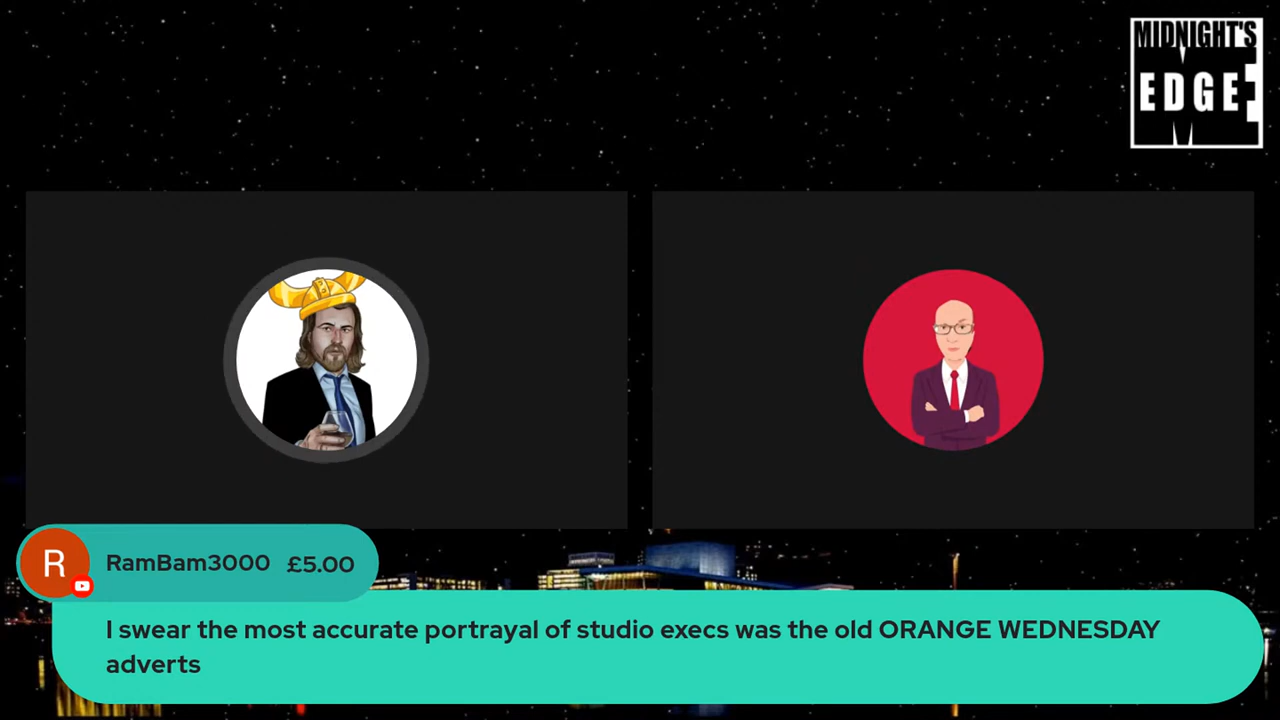 MIDNIGHT'S
EDGE
R
RamBam3000 £5.00
I swear the most accurate portrayal of studio execs was the old ORANGE WEDNESDAY
adverts